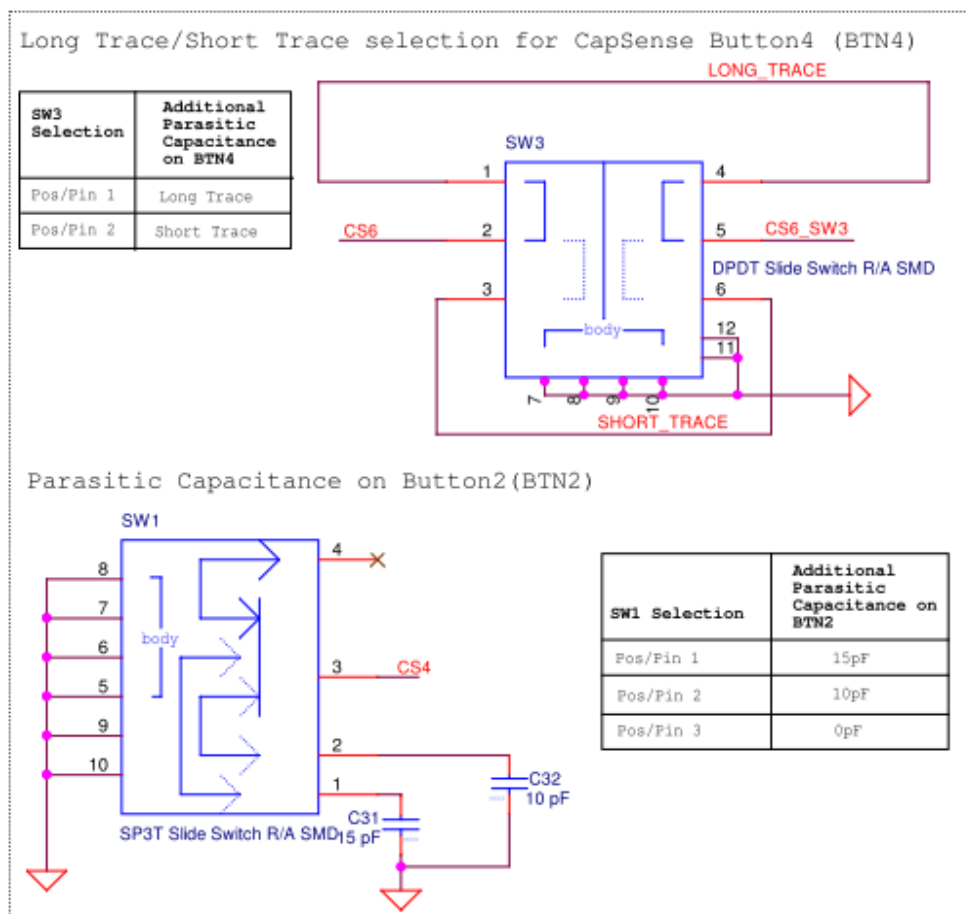 Long Trace/Short Trace selection for CapSense Button4 (BTN4)
LONG_TRACE
SW3
Selection
Additional
Parasitic
Capacitance
on BTN4
Pos/Pin 1
Long Trace
Pos/Pin 2
Short Trace
SW3
1
4
CS6
2
5
CS6_SW3
DPDT Slide Switch R/A SMD
3
6
body
12
11
7
8
9
10
SHORT_TRACE
Parasitic Capacitance on Button2(BTN2)
SW1
4
8
7
body
6
3
CS4
5
9
2
10
1
C32
10 pF
C31
15 pF
SP3T Slide Switch R/A SMD
SW1 Selection
Additional
Parasitic
Capacitance on
BTN2
Pos/Pin 1
15pF
Pos/Pin 2
10pF
Pos/Pin 3
0pF